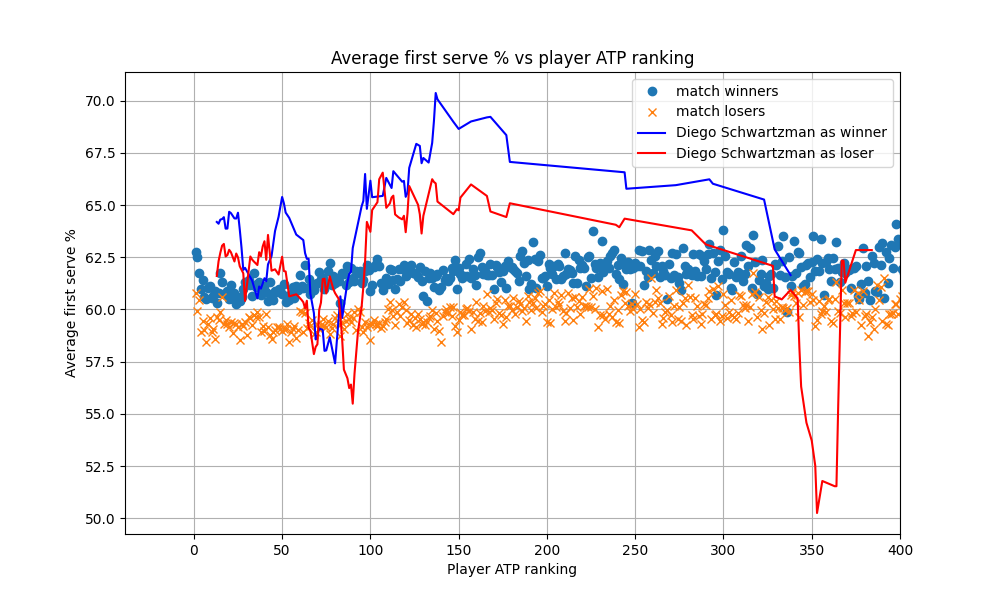 Average first serve % vs player ATP ranking
match winners
match losers
Diego Schwartzman as winner
Diego Schwartzman as loser
Average first serve %
70.0
67.5
65.0
62.5
60.0
57.5
55.0
52.5
50.0
0 50 100 150 200 250 300 350 400
Player ATP ranking